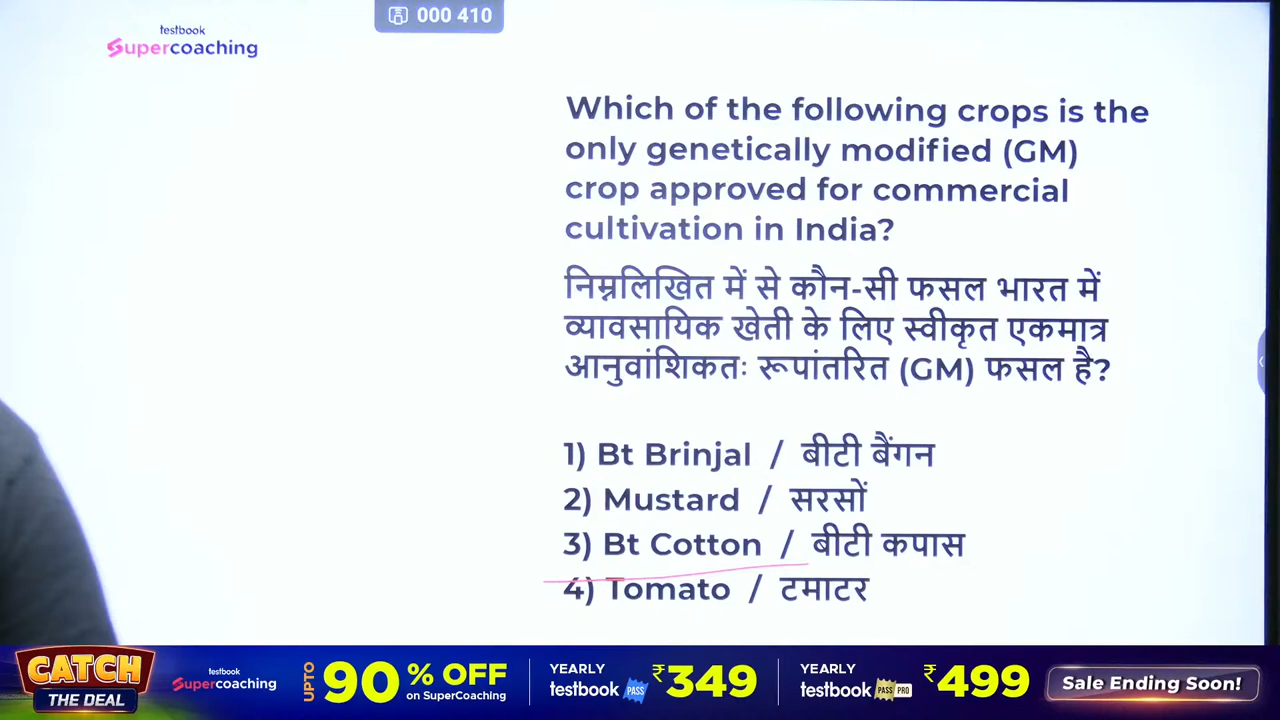 testbook
Supercoaching
000 410
Which of the following crops is the
only genetically modified (GM)
crop approved for commercial
cultivation in India?
निम्नलिखित में से कौन-सी फसल भारत में
व्यावसायिक खेती के लिए स्वीकृत एकमात्र
आनुवांशिकतः रूपांतरित (GM) फसल है?
1) Bt Brinjal / बीटी बैंगन
2) Mustard / सरसों
3) Bt Cotton / बीटी कपास
4) Tomato / टमाटर
CATCH
THE DEAL
testbook
Supercoaching
UPTO
90% OFF
on SuperCoaching
YEARLY
testbook PASS
₹349
YEARLY
testbook PASS PRO
₹499
Sale Ending Soon!